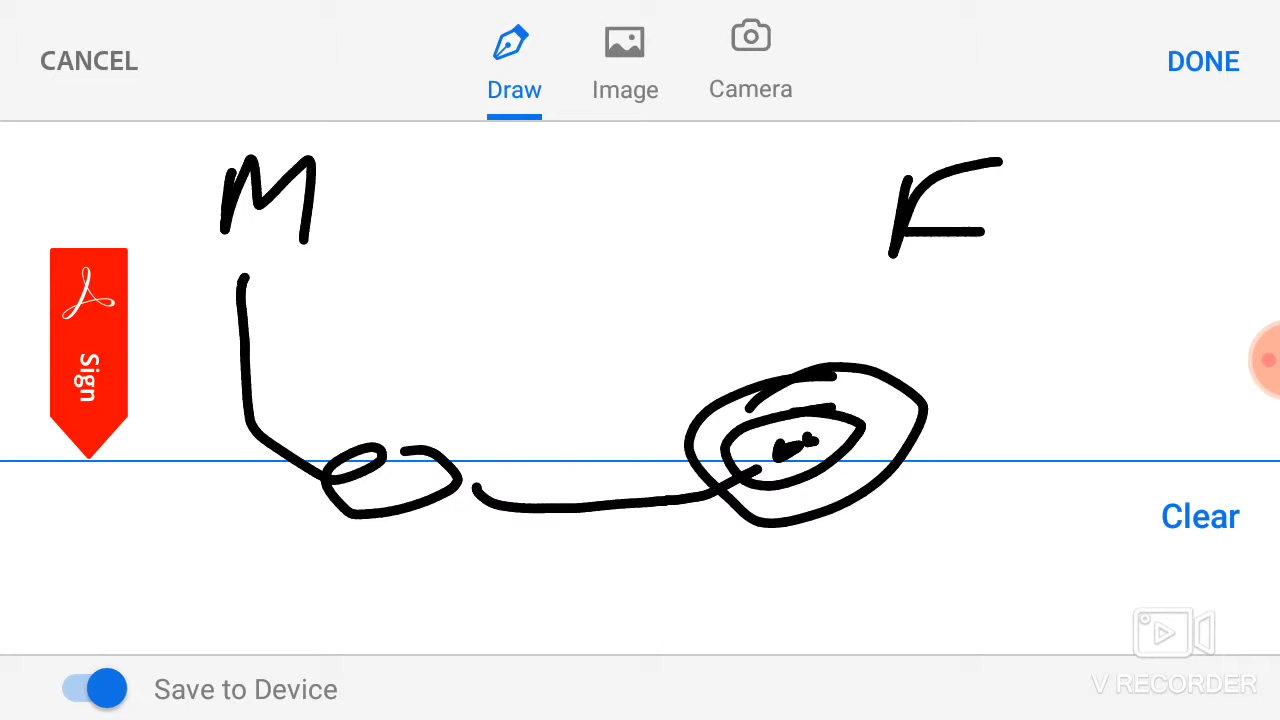 CANCEL
Draw
Image
Camera
DONE
M
F
Sign
Clear
Save to Device
V RECORDER